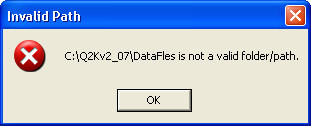 Invalid Path
C:\Q2Kv2_07\DataFles is not a valid folder/path.
OK